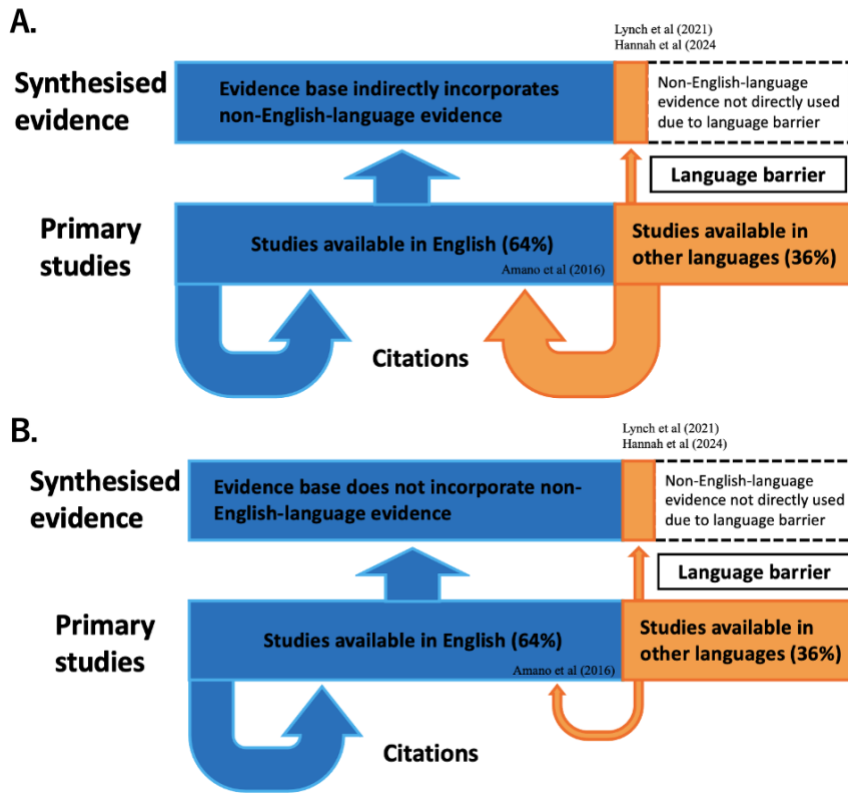 A.
Lynch et al (2021)
Hannah et al (2024
Synthesised
evidence
Evidence base indirectly incorporates
non-English-language evidence
Non-English-language
evidence not directly used
due to language barrier
Language barrier
Primary
studies
Studies available in English (64%)
Amano et al (2016)
Studies available in
other languages (36%)
Citations
B.
Lynch et al (2021)
Hannah et al (2024)
Synthesised
evidence
Evidence base does not incorporate non-
English-language evidence
Non-English-language
evidence not directly used
due to language barrier
Language barrier
Primary
studies
Studies available in English (64%)
Amano et al (2016)
Studies available in
other languages (36%)
Citations